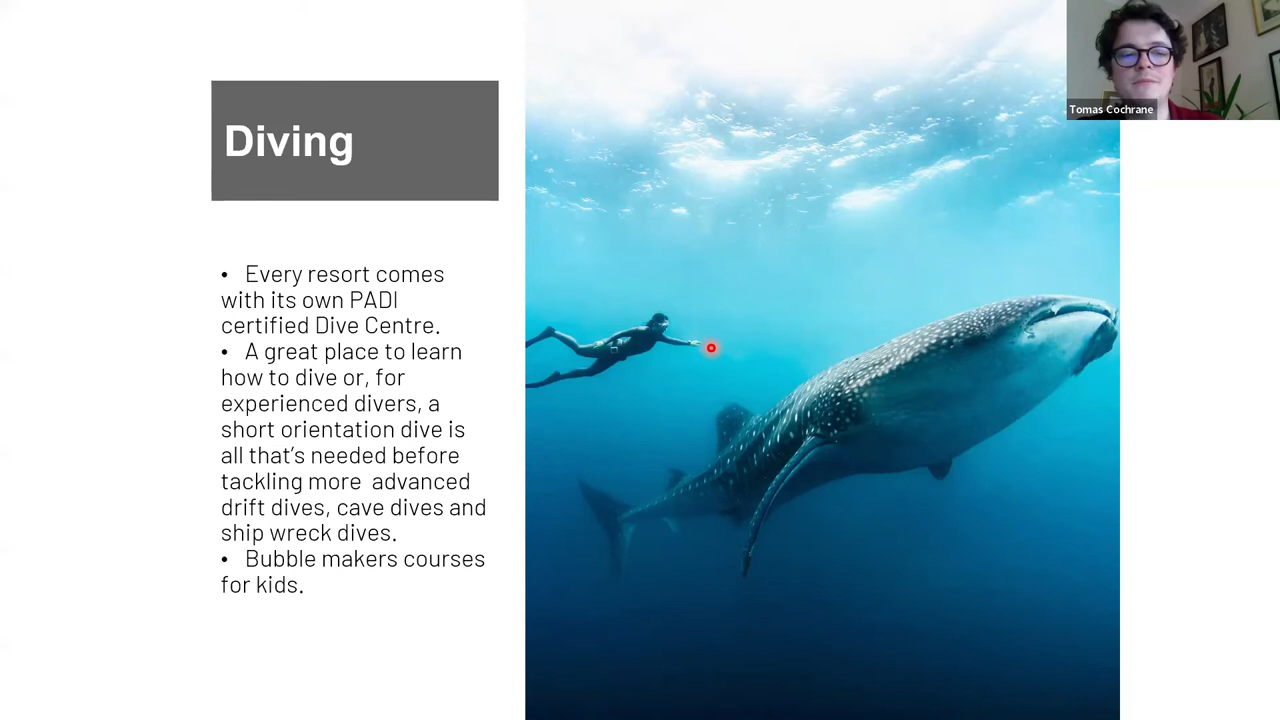 Diving
• Every resort comes
with its own PADI
certified Dive Centre.
• A great place to learn
how to dive or, for
experienced divers, a
short orientation dive is
all that’s needed before
tackling more  advanced
drift dives, cave dives and
ship wreck dives.
• Bubble makers courses
for kids.
Tomas Cochrane